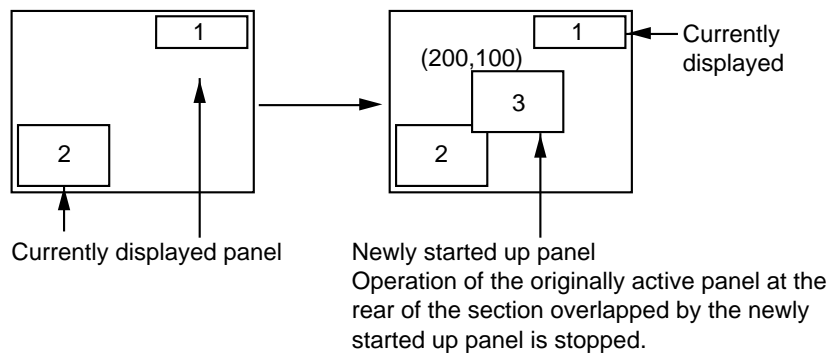 1
2
Currently displayed panel
1
Currently
displayed
(200,100)
3
2
Newly started up panel
Operation of the originally active panel at the
rear of the section overlapped by the newly
started up panel is stopped.